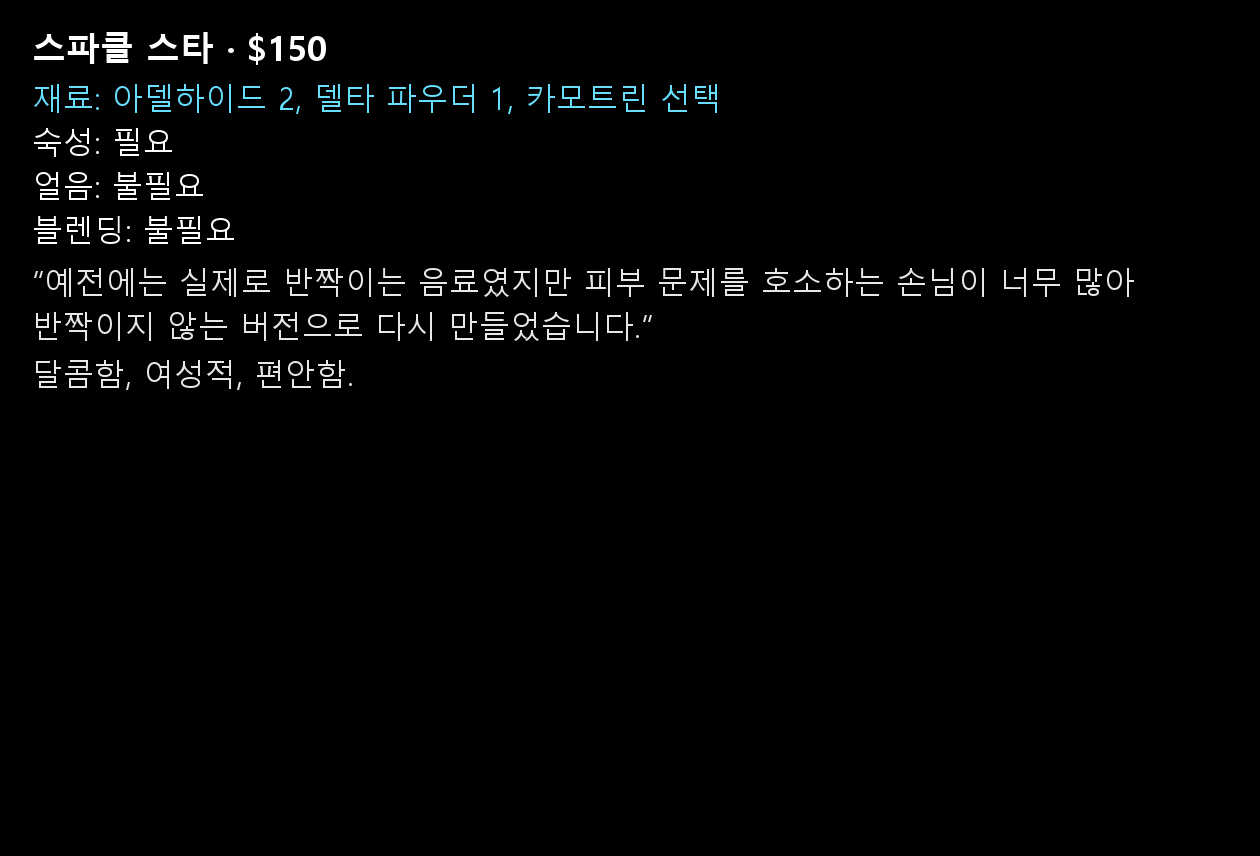 스파클 스타 · $150
재료: 아델하이드 2, 델타 파우더 1, 카모트린 선택
숙성: 필요
얼음: 불필요
블렌딩: 불필요
"예전에는 실제로 반짝이는 음료였지만 피부 문제를 호소하는 손님이 너무 많아
반짝이지 않는 버전으로 다시 만들었습니다."
달콤함, 여성적, 편안함.